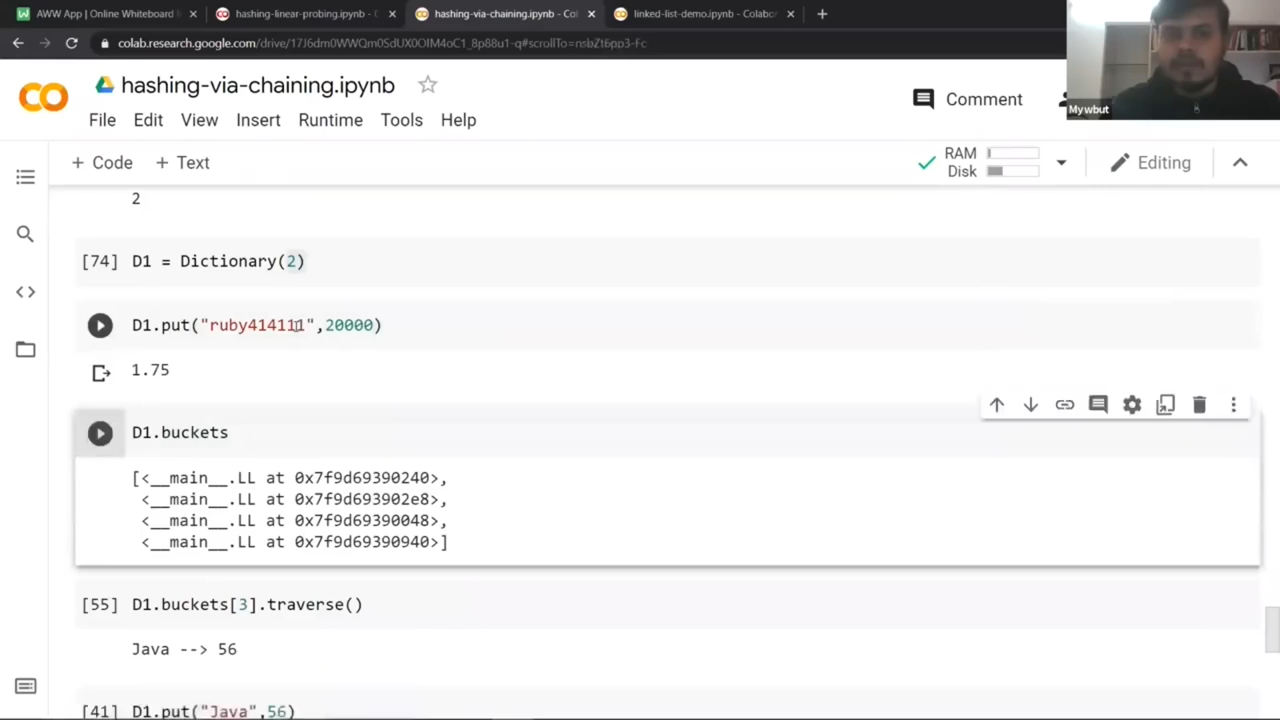 AWW App | Online Whiteboard
hashing-linear-probing.ipynb - C
hashing-via-chaining.ipynb - Col
linked-list-demo.ipynb - Colabor
colab.research.google.com/drive/17J6dm0WWQm0SdUX0OIM4oC1_8p88u1-q#scrollTo=nsbZt6pp3-Fc
hashing-via-chaining.ipynb
Comment
Mywbut
File Edit View Insert Runtime Tools Help
+ Code + Text
RAM
Disk
Editing
2
[74] D1 = Dictionary(2)
D1.put("ruby414111",20000)
1.75
D1.buckets
[<__main__.LL at 0x7f9d69390240>,
<__main__.LL at 0x7f9d693902e8>,
<__main__.LL at 0x7f9d69390048>,
<__main__.LL at 0x7f9d69390940>]
[55] D1.buckets[3].traverse()
Java --> 56
[41] D1.put("Java",56)